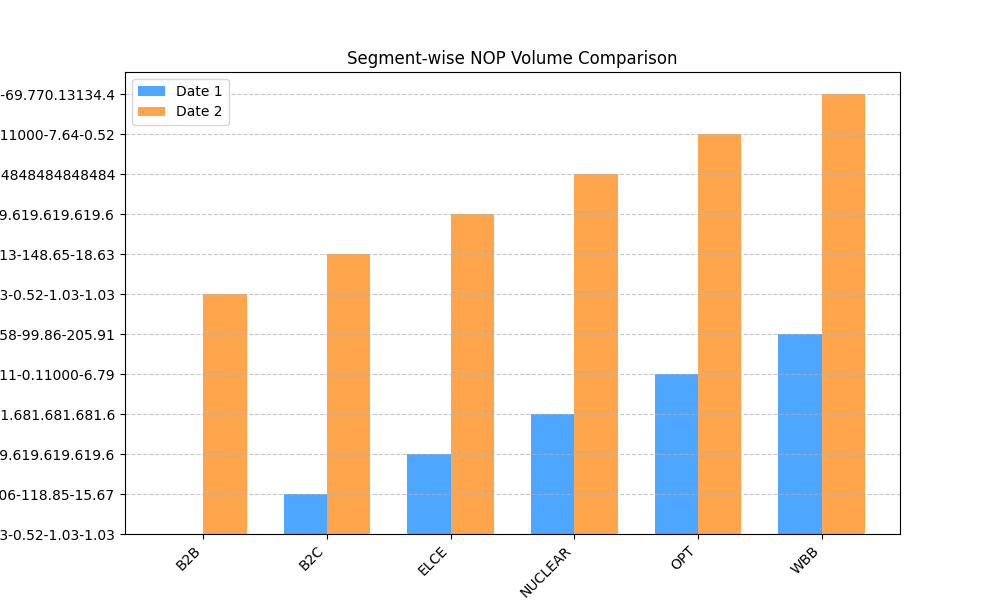 Segment-wise NOP Volume Comparison
Date 1
Date 2
-69.770.13134.4
11000-7.64-0.52
4848484848484
9.619.619.619.6
13-148.65-18.63
3-0.52-1.03-1.03
58-99.86-205.91
11-0.11000-6.79
1.681.681.681.6
9.619.619.619.6
06-118.85-15.67
3-0.52-1.03-1.03
B2B
B2C
ELCE
NUCLEAR
OPT
WBB